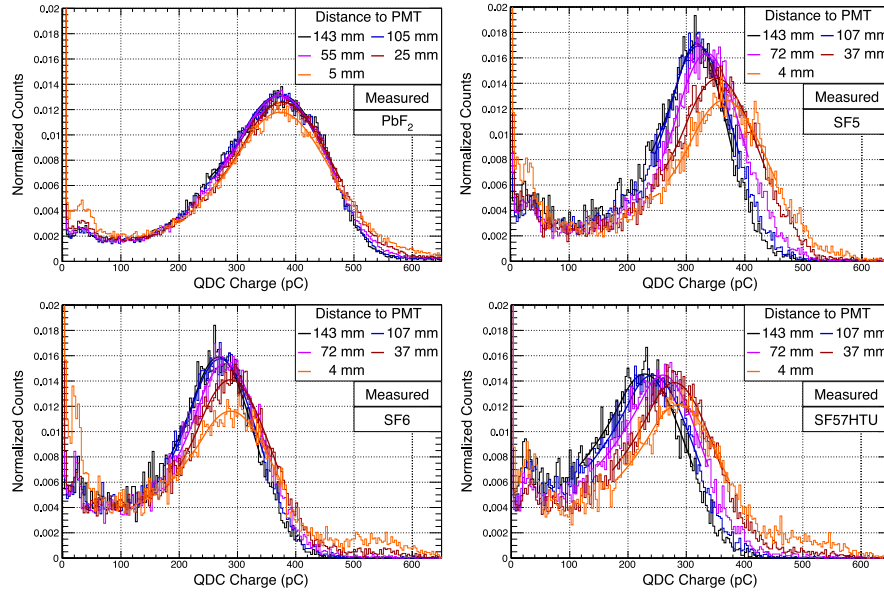 Distance to PMT
143 mm 105 mm
55 mm 25 mm
5 mm
Measured
PbF2
Normalized Counts
0.02
0.018
0.016
0.014
0.012
0.01
0.008
0.006
0.004
0.002
0
0 100 200 300 400 500 600
QDC Charge (pC)
Distance to PMT
143 mm 107 mm
72 mm 37 mm
4 mm
Measured
SF5
Normalized Counts
0.02
0.018
0.016
0.014
0.012
0.01
0.008
0.006
0.004
0.002
0
0 100 200 300 400 500 600
QDC Charge (pC)
Distance to PMT
143 mm 107 mm
72 mm 37 mm
4 mm
Measured
SF6
Normalized Counts
0.02
0.018
0.016
0.014
0.012
0.01
0.008
0.006
0.004
0.002
0
0 100 200 300 400 500 600
QDC Charge (pC)
Distance to PMT
143 mm 107 mm
72 mm 37 mm
4 mm
Measured
SF57HTU
Normalized Counts
0.02
0.018
0.016
0.014
0.012
0.01
0.008
0.006
0.004
0.002
0
0 100 200 300 400 500 600
QDC Charge (pC)